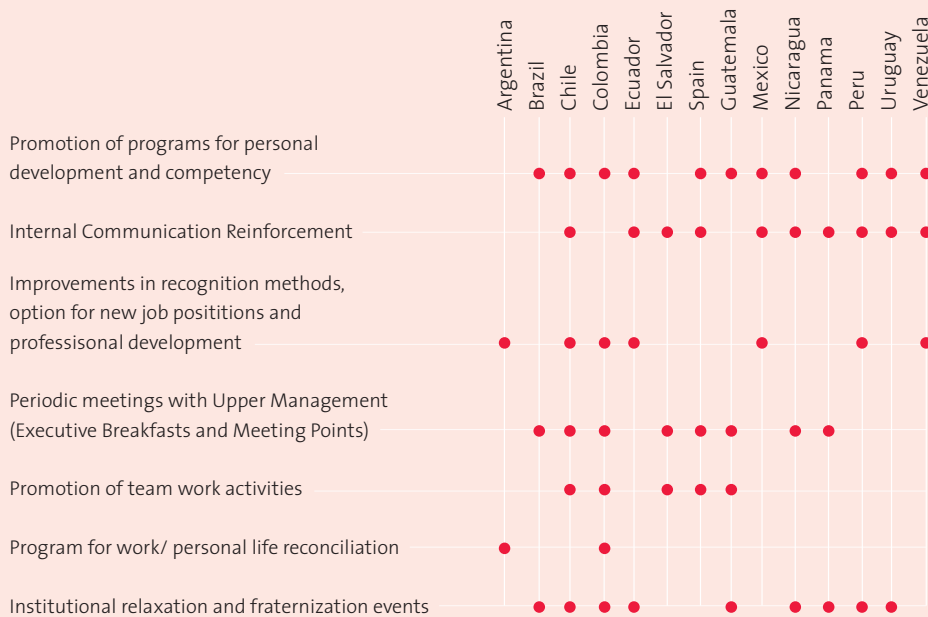 Argentina
Brazil
Chile
Colombia
Ecuador
El Salvador
Spain
Guatemala
Mexico
Nicaragua
Panama
Peru
Uruguay
Venezuela
Promotion of programs for personal
development and competency
Internal Communication Reinforcement
Improvements in recognition methods,
option for new job positittions and
professisonal development
Periodic meetings with Upper Management
(Executive Breakfasts and Meeting Points)
Promotion of team work activities
Program for work/ personal life reconciliation
Institutional relaxation and fraternization events